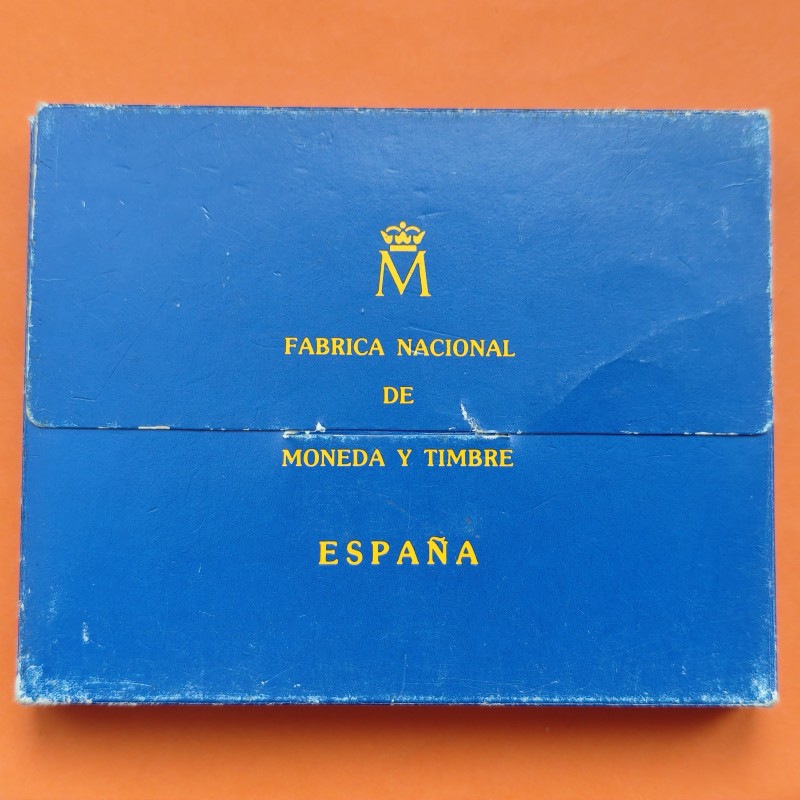 M
FABRICA NACIONAL
DE
MONEDA Y TIMBRE
ESPAÑA